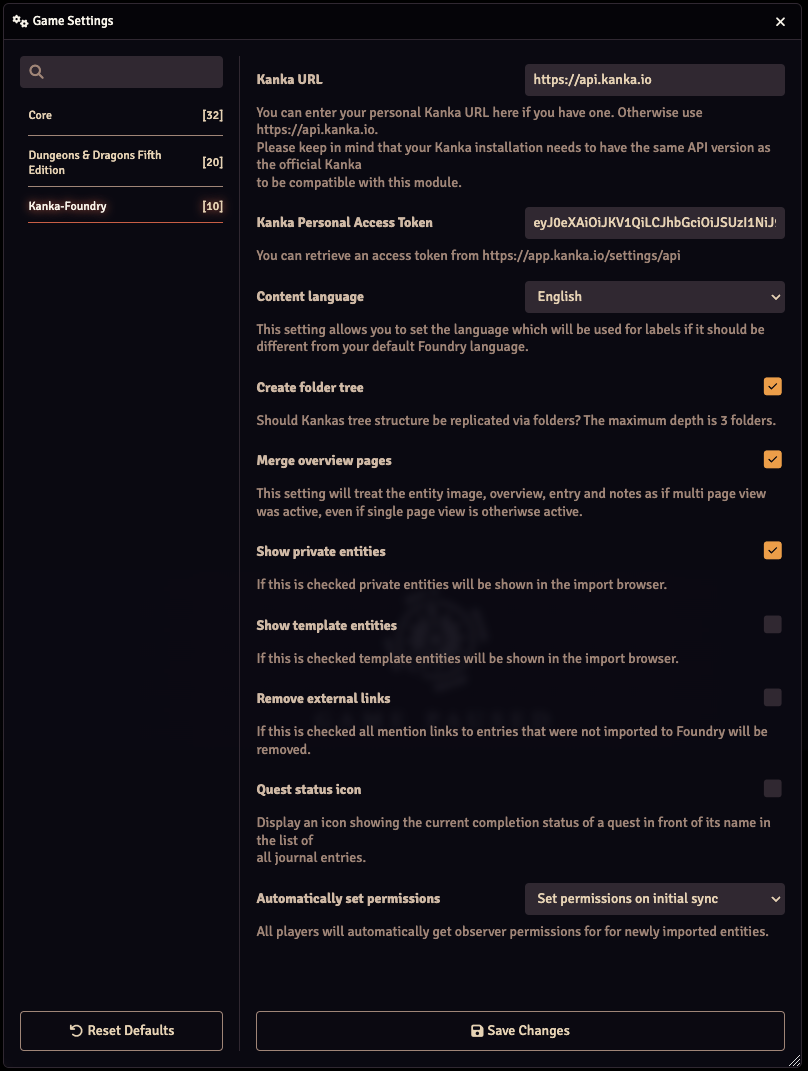 Game Settings
Core [32]
Dungeons & Dragons Fifth
Edition [20]
Kanka-Foundry [10]
Kanka URL https://api.kanka.io
You can enter your personal Kanka URL here if you have one. Otherwise use
https://api.kanka.io.
Please keep in mind that your Kanka installation needs to have the same API version as
the official Kanka
to be compatible with this module.
Kanka Personal Access Token eyJ0eXAiOiJKV1QiLCJhbGciOiJSUzI1NiJ9
You can retrieve an access token from https://app.kanka.io/settings/api
Content language English
This setting allows you to set the language which will be used for labels if it should be
different from your default Foundry language.
Create folder tree
Should Kankas tree structure be replicated via folders? The maximum depth is 3 folders.
Merge overview pages
This setting will treat the entity image, overview, entry and notes as if multi page view
was active, even if single page view is otheriwse active.
Show private entities
If this is checked private entities will be shown in the import browser.
Show template entities
If this is checked template entities will be shown in the import browser.
Remove external links
If this is checked all mention links to entries that were not imported to Foundry will be
removed.
Quest status icon
Display an icon showing the current completion status of a quest in front of its name in
the list of
all journal entries.
Automatically set permissions Set permissions on initial sync
All players will automatically get observer permissions for for newly imported entities.
Reset Defaults
Save Changes